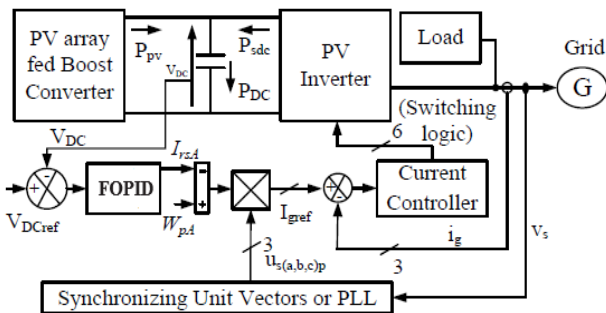 PV array
fed Boost
Converter
P_pv
V_DC
P_sdc
P_DC
PV
Inverter
Load
Grid
G
(Switching
logic)
6
V_DC
+
-
V_DCref
FOPID
I_rsA
W_pA
-
+
3
u_s(a,b,c)p
I_gref
+
-
Current
Controller
i_g
3
v_s
Synchronizing Unit Vectors or PLL